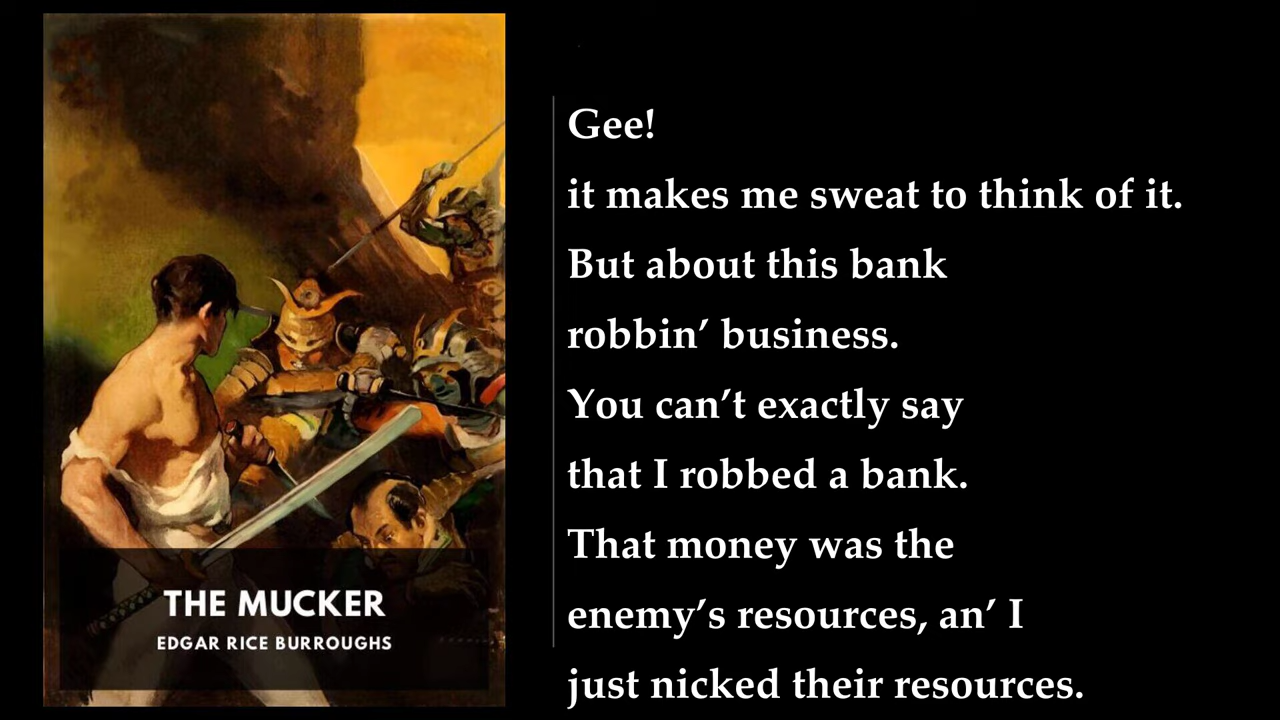 THE MUCKER
EDGAR RICE BURROUGHS
Gee!
it makes me sweat to think of it.
But about this bank
robbin’ business.
You can’t exactly say
that I robbed a bank.
That money was the
enemy’s resources, an’ I
just nicked their resources.